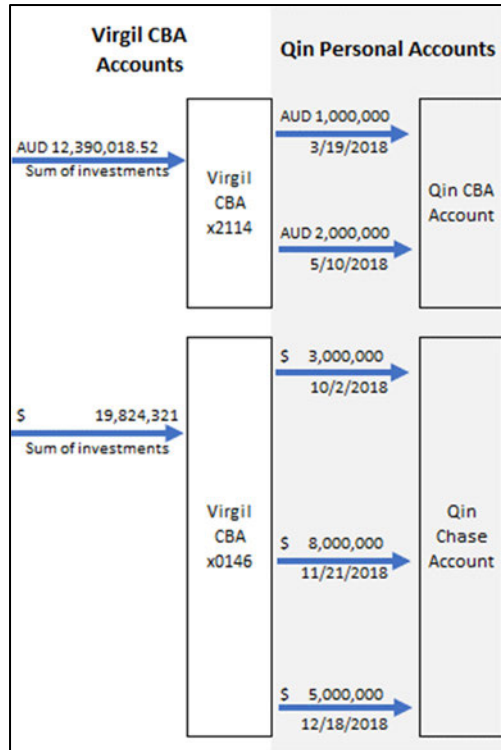 Virgil CBA
Accounts
Qin Personal Accounts
AUD 12,390,018.52
Sum of investments
Virgil
CBA
x2114
AUD 1,000,000
3/19/2018
AUD 2,000,000
5/10/2018
Qin CBA
Account
$ 19,824,321
Sum of investments
Virgil
CBA
x0146
$ 3,000,000
10/2/2018
$ 8,000,000
11/21/2018
$ 5,000,000
12/18/2018
Qin
Chase
Account